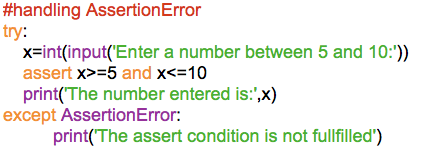 #handling AssertionError
try:
    x=int(input('Enter a number between 5 and 10:'))
    assert x>=5 and x<=10
    print('The number entered is:',x)
except AssertionError:
        print('The assert condition is not fullfilled')